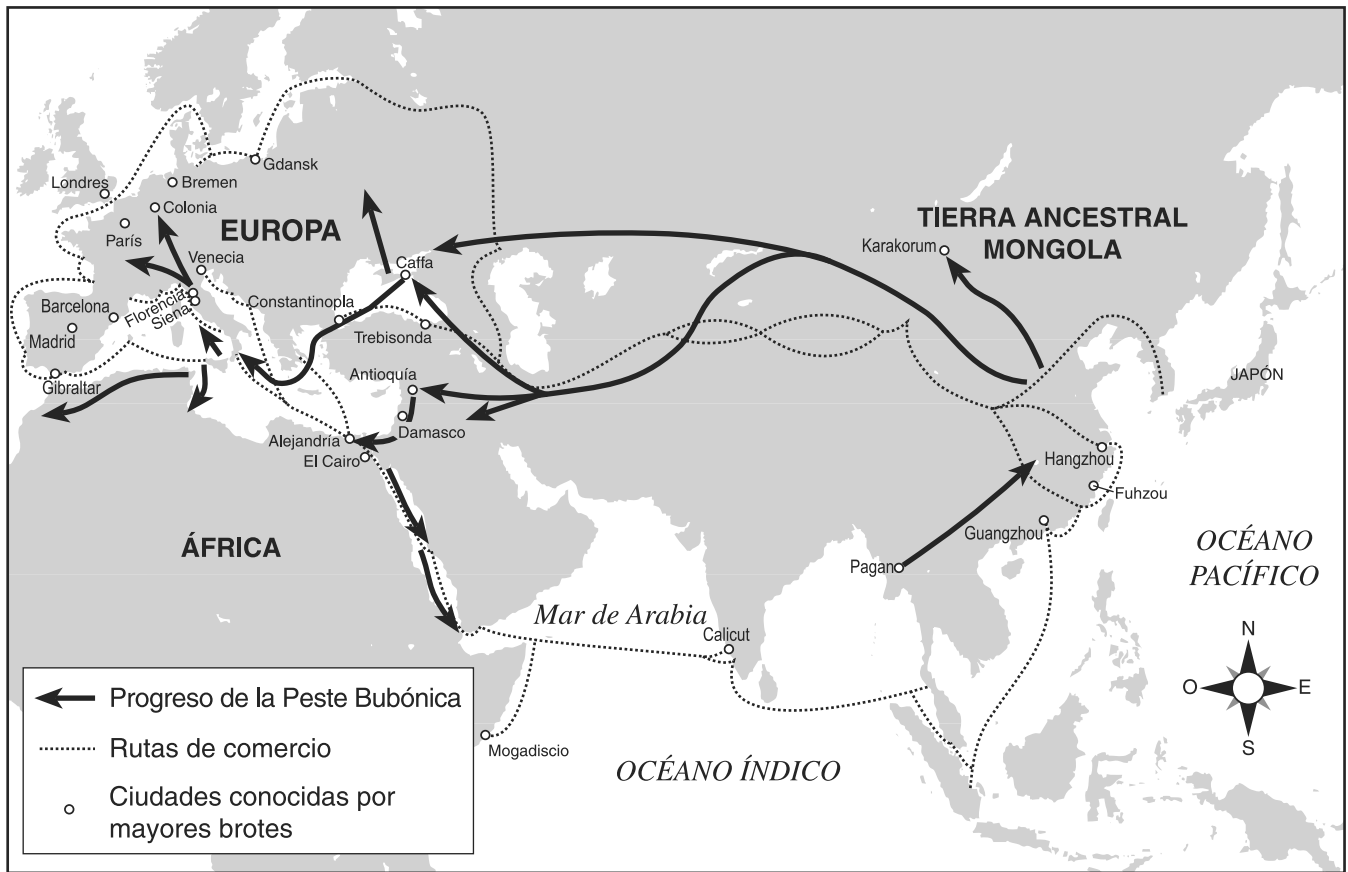 Gdansk
Londres
Bremen
Colonia
París
EUROPA
Venecia
TIERRA ANCESTRAL
MONGOLA
Karakorum
Caffa
Barcelona
Florencia
Siena
Constantinopla
Madrid
Trebisonda
Gibraltar
Antioquía
JAPÓN
Damasco
Alejandría
El Cairo
Hangzhou
Fuhzou
Guangzhou
ÁFRICA
Pagan
OCÉANO
PACÍFICO
Mar de Arabia
Calicut
Mogadiscio
OCÉANO ÍNDICO
N
O
E
S
Progreso de la Peste Bubónica
Rutas de comercio
Ciudades conocidas por
mayores brotes